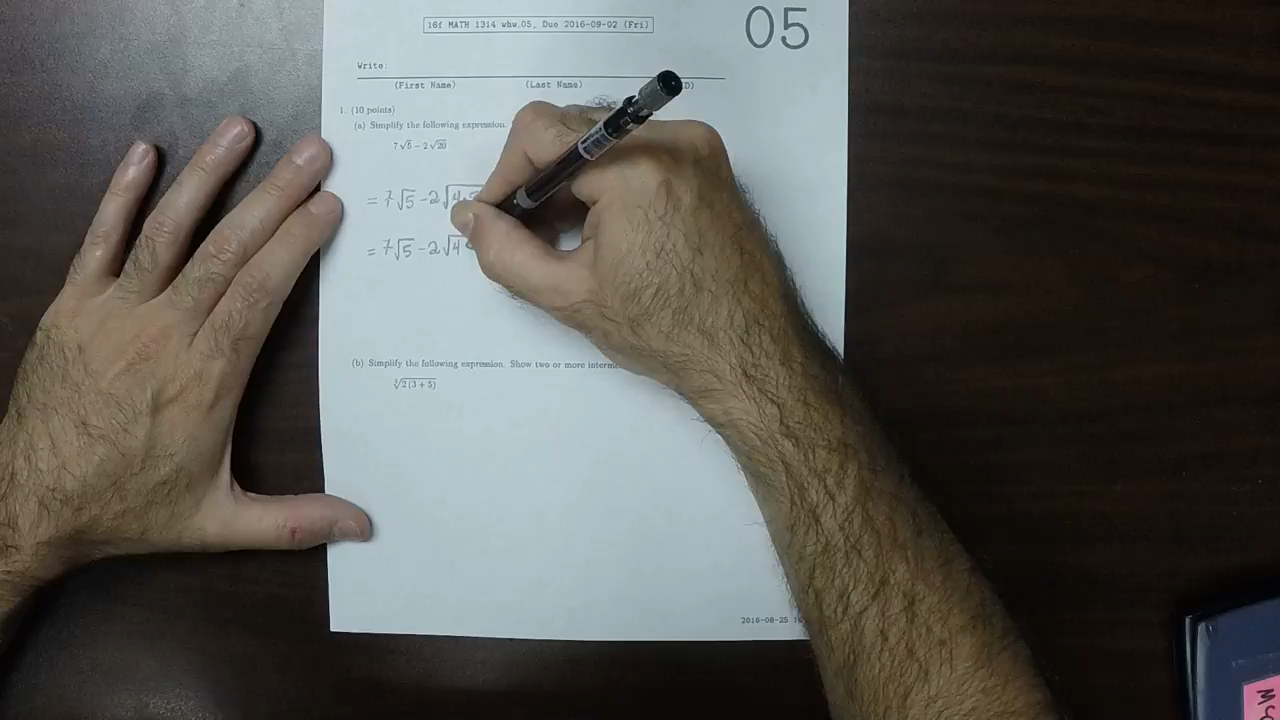 16f MATH 1314 whw.05, Due 2016-09-02 (Fri)
05
Write:
(First Name) (Last Name) D)
1. (10 points)
(a) Simplify the following expression.
7√5 − 2√20
= 7√5 − 2√4·5
= 7√5 − 2√4
(b) Simplify the following expression. Show two or more interme
∛2(3 + 5)
2016-08-25